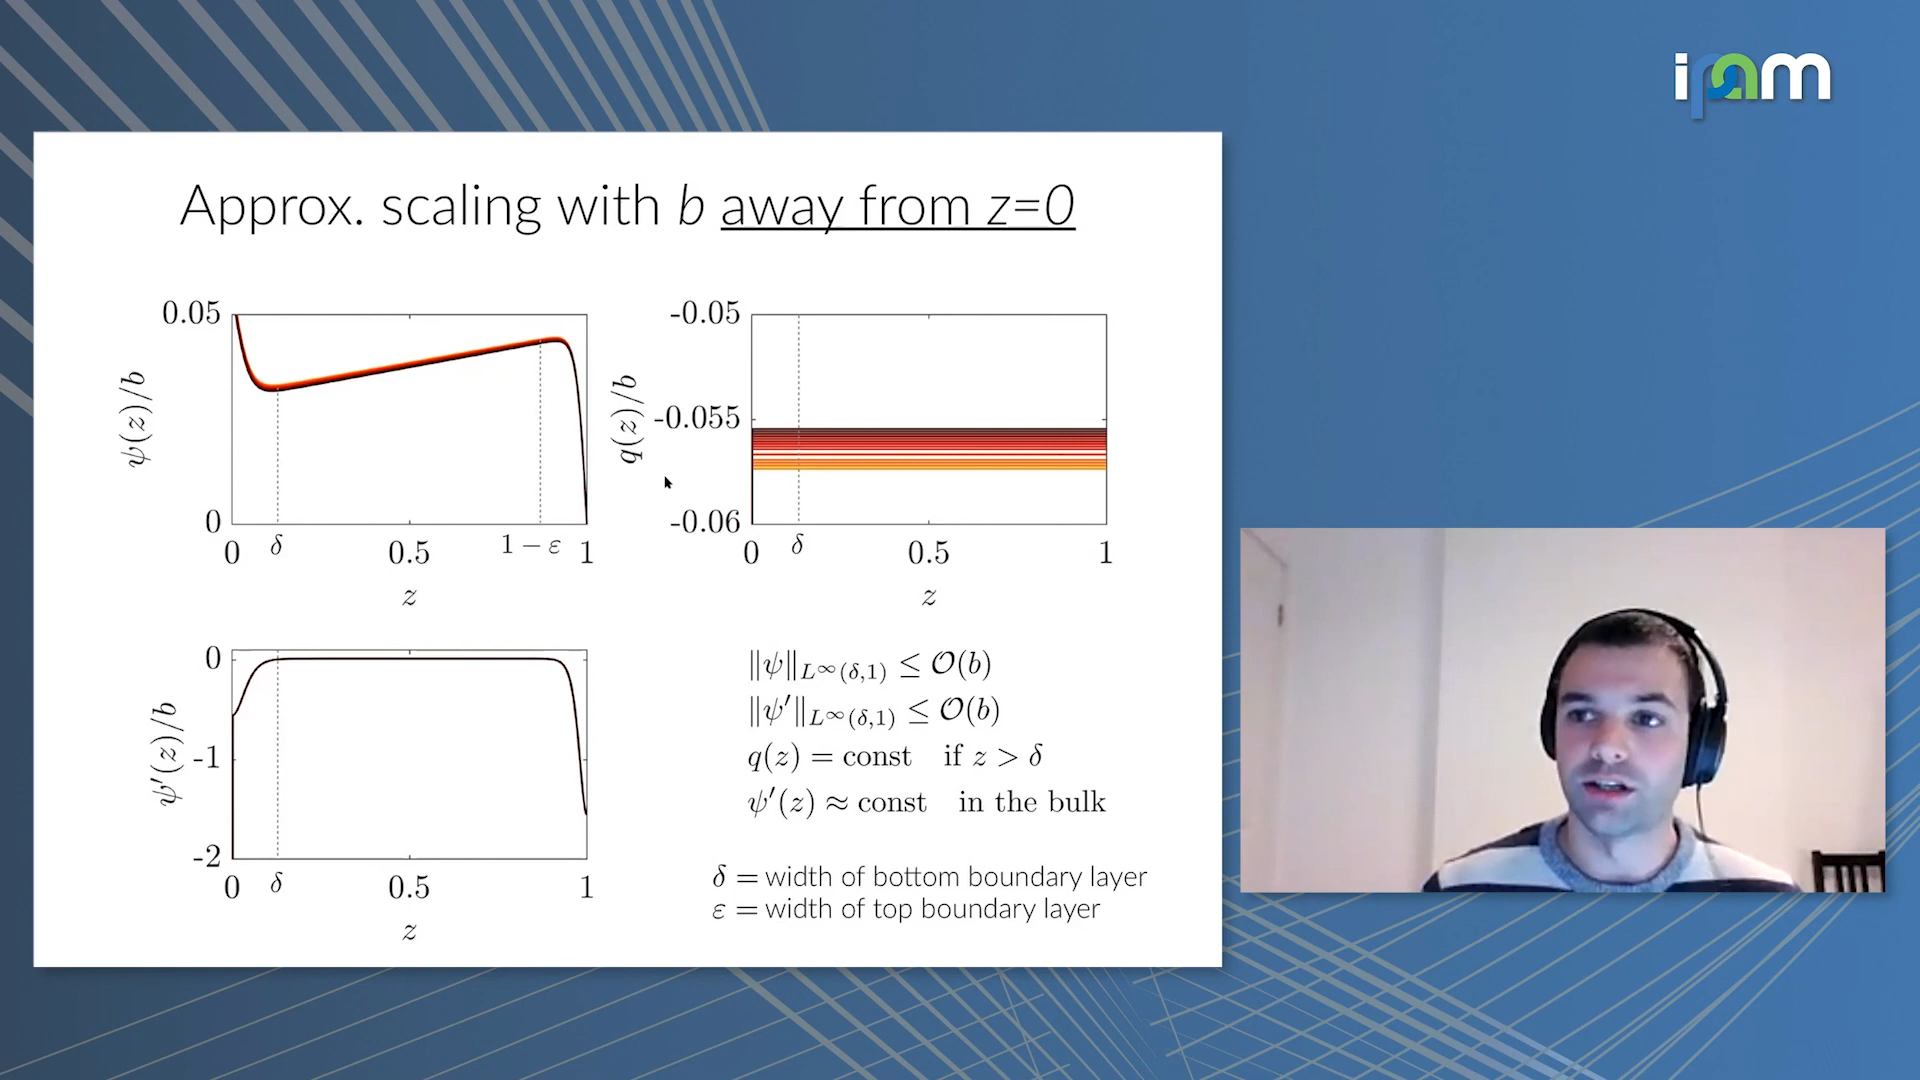 ipam
Approx. scaling with b away from z=0
0.05
ψ(z)/b
0
0 δ 0.5 1 − ε 1
z
-0.05
q(z)/b
-0.055
-0.06
0 δ 0.5 1
z
0
ψ′(z)/b
-1
-2
0 δ 0.5 1
z
‖ψ‖L∞(δ,1) ≤ 𝒪(b)
‖ψ′‖L∞(δ,1) ≤ 𝒪(b)
q(z) = const if z > δ
ψ′(z) ≈ const in the bulk
δ = width of bottom boundary layer
ε = width of top boundary layer